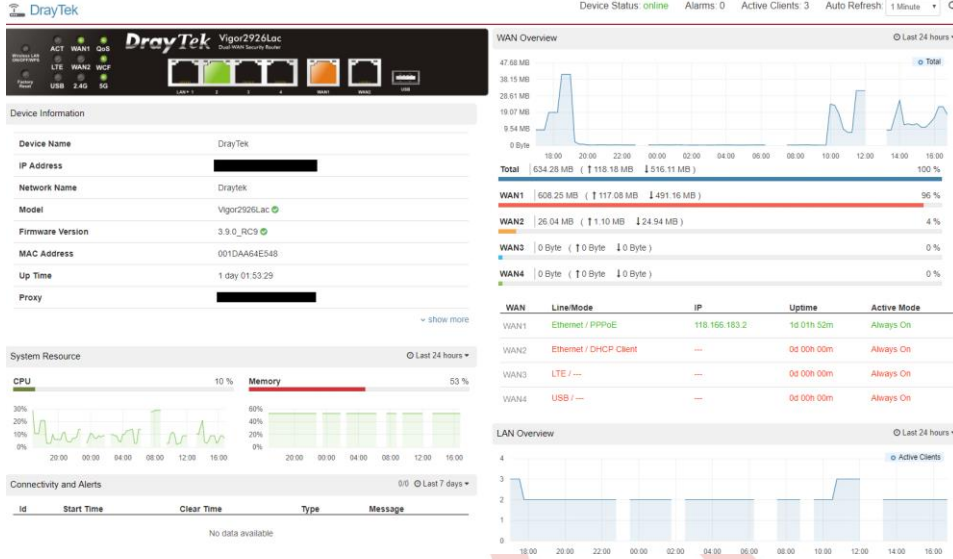 DrayTek
Device Status: online Alarms: 0 Active Clients: 3 Auto Refresh: 1 Minute
Wireless LAN
ON/OFF/WPS
Factory
Reset
ACT WAN1 QoS
LTE WAN2 WCF
USB 2.4G 5G
DrayTek Vigor2926Lac
Dual-WAN Security Router
LAN 1 2 3 4 WAN1 WAN2 USB
Device Information
Device Name DrayTek
IP Address
Network Name Draytek
Model Vigor2926Lac
Firmware Version 3.9.0_RC9
MAC Address 001DAA64E548
Up Time 1 day 01:53:29
Proxy
show more
System Resource Last 24 hours
CPU 10 % Memory 53 %
30%
20%
10%
0%
20:00 00:00 04:00 08:00 12:00 16:00
60%
40%
20%
0%
20:00 00:00 04:00 08:00 12:00 16:00
Connectivity and Alerts 0/0 Last 7 days
Id Start Time Clear Time Type Message
No data available
WAN Overview Last 24 hours
Total
47.68 MB
38.15 MB
28.61 MB
19.07 MB
9.54 MB
0 Byte
18:00 20:00 22:00 00:00 02:00 04:00 06:00 08:00 10:00 12:00 14:00 16:00
Total 634.28 MB ( ↑118.18 MB ↓516.11 MB ) 100 %
WAN1 608.25 MB ( ↑117.08 MB ↓491.16 MB ) 96 %
WAN2 26.04 MB ( ↑1.10 MB ↓24.94 MB ) 4 %
WAN3 0 Byte ( ↑0 Byte ↓0 Byte ) 0 %
WAN4 0 Byte ( ↑0 Byte ↓0 Byte ) 0 %
WAN Line/Mode IP Uptime Active Mode
WAN1 Ethernet / PPPoE 118.166.183.2 1d 01h 52m Always On
WAN2 Ethernet / DHCP Client --- 0d 00h 00m Always On
WAN3 LTE / --- --- 0d 00h 00m Always On
WAN4 USB / --- --- 0d 00h 00m Always On
LAN Overview Last 24 hours
Active Clients
4
3
2
1
0
18:00 20:00 22:00 00:00 02:00 04:00 06:00 08:00 10:00 12:00 14:00 16:00